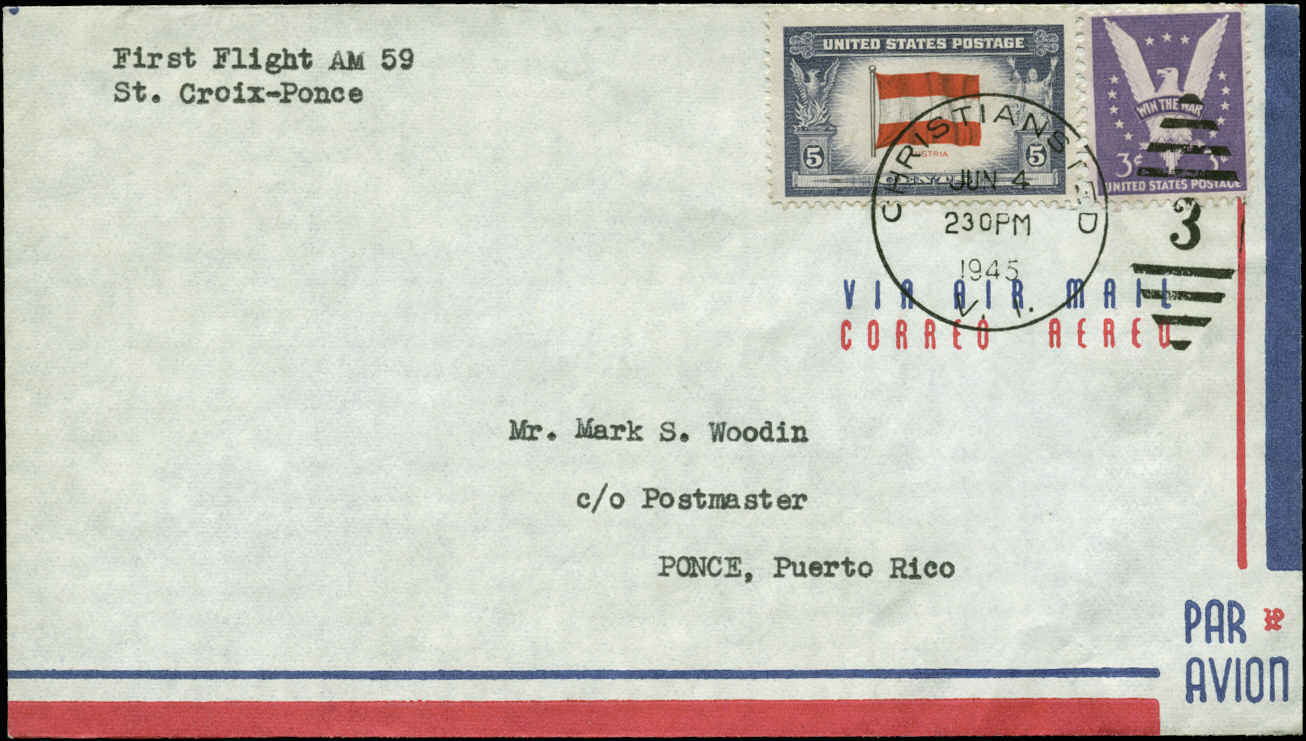 First Flight AM 59
St. Croix-Ponce
UNITED STATES POSTAGE
5 5
WIN THE WAR
3¢
UNITED STATES POSTAGE
CHRISTIANSTED
JUN 4
230PM
1945
V. I.
3
VIA AIR MAIL
CORREO AEREO
Mr. Mark S. Woodin
c/o Postmaster
PONCE, Puerto Rico
PAR
AVION